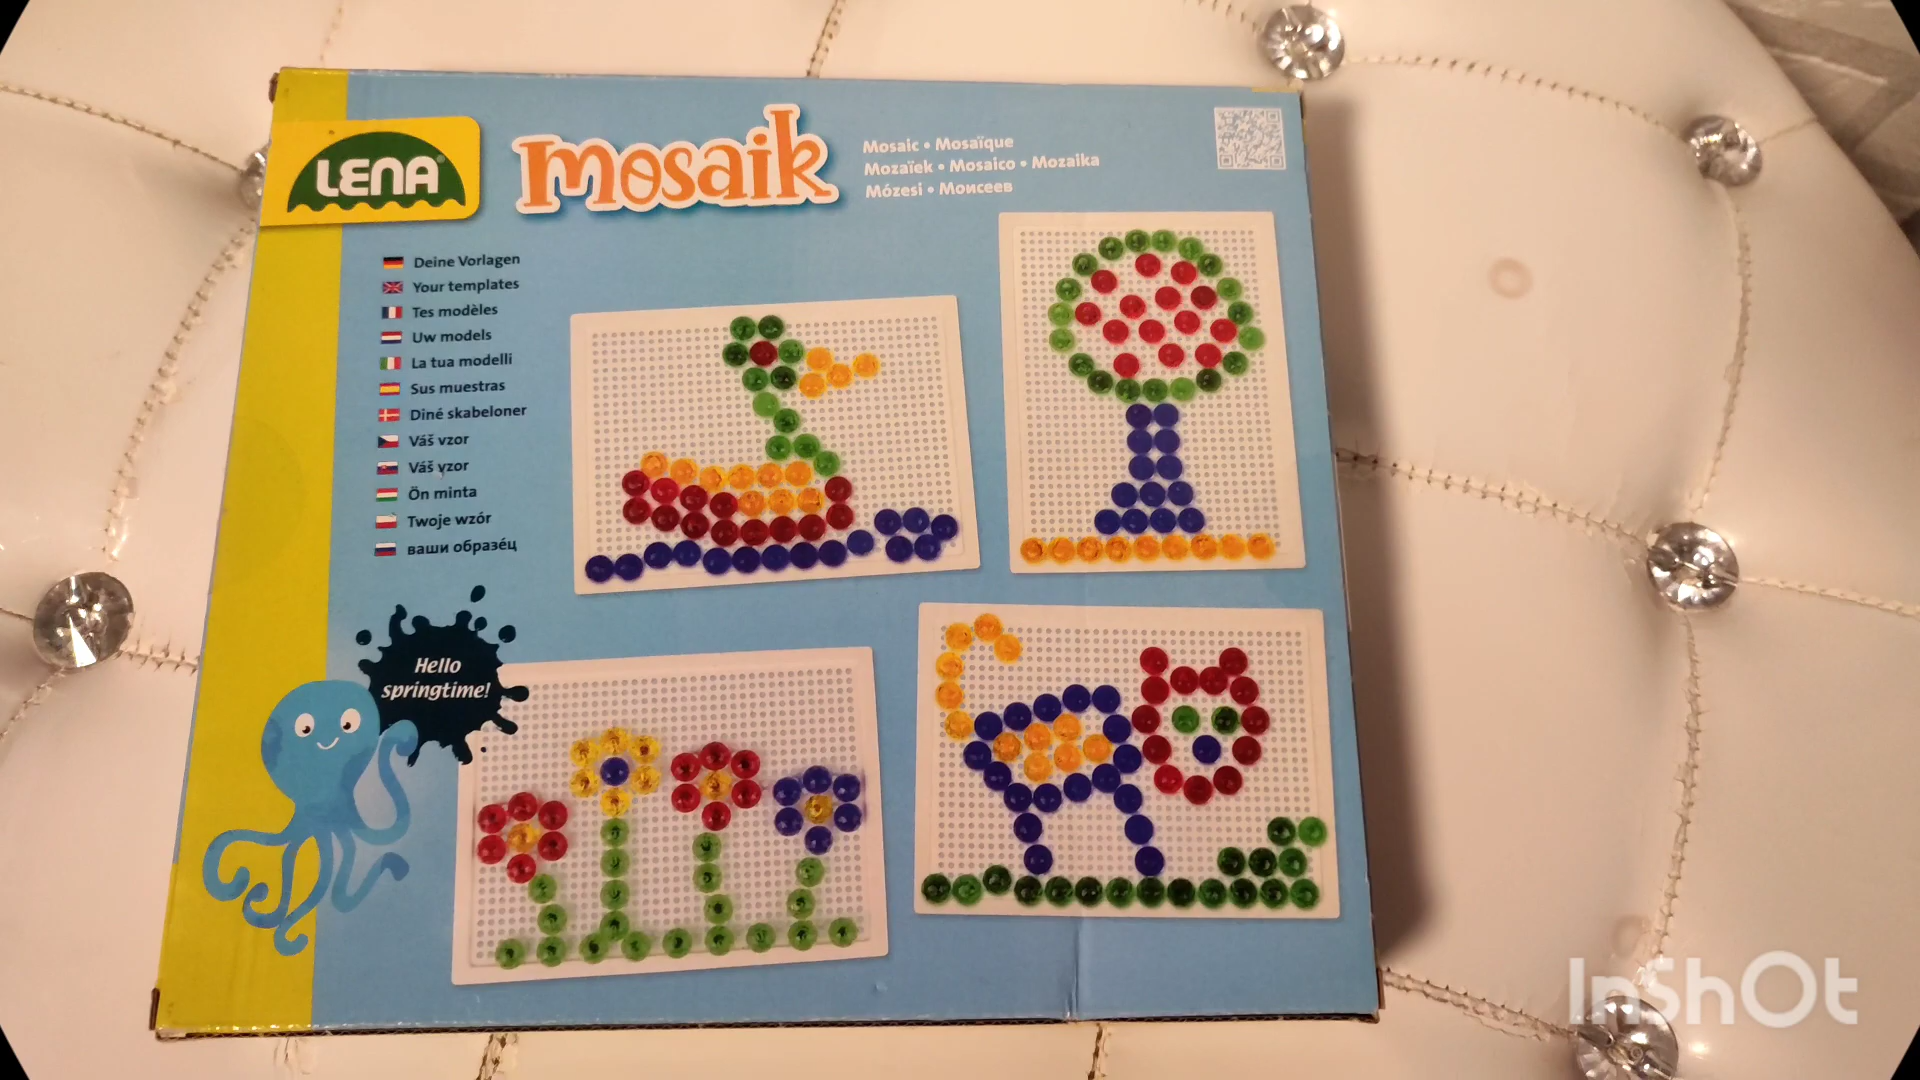 LENA
mosaik
Mosaic • Mosaïque
Mozaïek • Mosaico • Mozaika
Mózesi • Моисеев
Deine Vorlagen
Your templates
Tes modèles
Uw models
La tua modelli
Sus muestras
Diné skabeloner
Váš vzor
Váš vzor
Ön minta
Twoje wzór
ваши образéц
Hello
springtime!
InShOt